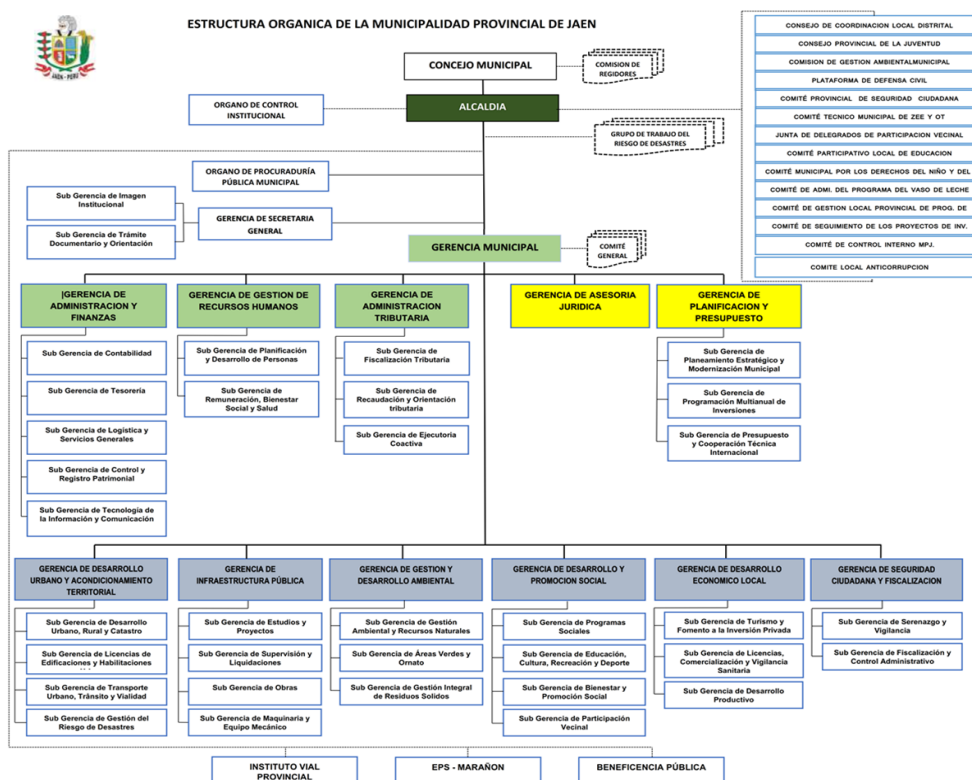 ESTRUCTURA ORGANICA DE LA MUNICIPALIDAD PROVINCIAL DE JAEN
JAEN - PERU
CONCEJO MUNICIPAL
COMISION DE
REGIDORES
ALCALDIA
ORGANO DE CONTROL
INSTITUCIONAL
CONSEJO DE COORDINACION LOCAL DISTRITAL
CONSEJO PROVINCIAL DE LA JUVENTUD
COMISION DE GESTION AMBIENTALMUNICIPAL
PLATAFORMA DE DEFENSA CIVIL
COMITÉ PROVINCIAL DE SEGURIDAD CIUDADANA
COMITÉ TECNICO MUNICIPAL DE ZEE Y OT
JUNTA DE DELEGRADOS DE PARTICIPACION VECINAL
COMITÉ PARTICIPATIVO LOCAL DE EDUCACION
COMITÉ MUNICIPAL POR LOS DERECHOS DEL NIÑO Y DEL
COMITÉ DE ADMI. DEL PROGRAMA DEL VASO DE LECHE
COMITÉ DE GESTION LOCAL PROVINCIAL DE PROG. DE
COMITÉ DE SEGUIMIENTO DE LOS PROYECTOS DE INV.
COMITÉ DE CONTROL INTERNO MPJ.
COMITE LOCAL ANTICORRUPCION
GRUPO DE TRABAJO DEL
RIESGO DE DESASTRES
ORGANO DE PROCURADURÍA
PÚBLICA MUNICIPAL
Sub Gerencia de Imagen
Institucional
Sub Gerencia de Trámite
Documentario y Orientación
GERENCIA DE SECRETARIA
GENERAL
GERENCIA MUNICIPAL
COMITÉ
GENERAL
|GERENCIA DE
ADMINISTRACION Y
FINANZAS
GERENCIA DE GESTION DE
RECURSOS HUMANOS
GERENCIA DE
ADMINISTRACION
TRIBUTARIA
GERENCIA DE ASESORIA
JURIDICA
GERENCIA DE
PLANIFICACION Y
PRESUPUESTO
Sub Gerencia de Contabilidad
Sub Gerencia de Tesorería
Sub Gerencia de Logística y
Servicios Generales
Sub Gerencia de Control y
Registro Patrimonial
Sub Gerencia de Tecnología de
la Información y Comunicación
Sub Gerencia de Planificación
y Desarrollo de Personas
Sub Gerencia de
Remuneración, Bienestar
Social y Salud
Sub Gerencia de
Fiscalización Tributaria
Sub Gerencia de
Recaudación y Orientación
tributaria
Sub Gerencia de Ejecutoria
Coactiva
Sub Gerencia de
Planeamiento Estratégico y
Modernización Municipal
Sub Gerencia de
Programación Multianual de
Inversiones
Sub Gerencia de Presupuesto
y Cooperación Técnica
Internacional
GERENCIA DE DESARROLLO
URBANO Y ACONDICIONAMIENTO
TERRITORIAL
GERENCIA DE
INFRAESTRUCTURA PÚBLICA
GERENCIA DE GESTION Y
DESARROLLO AMBIENTAL
GERENCIA DE DESARROLLO Y
PROMOCION SOCIAL
GERENCIA DE DESARROLLO
ECONOMICO LOCAL
GERENCIA DE SEGURIDAD
CIUDADANA Y FISCALIZACION
Sub Gerencia de Desarrollo
Urbano, Rural y Catastro
Sub Gerencia de Licencias de
Edificaciones y Habilitaciones
Sub Gerencia de Transporte
Urbano, Tránsito y Vialidad
Sub Gerencia de Gestión del
Riesgo de Desastres
Sub Gerencia de Estudios y
Proyectos
Sub Gerencia de Supervisión y
Liquidaciones
Sub Gerencia de Obras
Sub Gerencia de Maquinaria y
Equipo Mecánico
Sub Gerencia de Gestión
Ambiental y Recursos Naturales
Sub Gerencia de Áreas Verdes y
Ornato
Sub Gerencia de Gestión Integral
de Residuos Solidos
Sub Gerencia de Programas
Sociales
Sub Gerencia de Educación,
Cultura, Recreación y Deporte
Sub Gerencia de Bienestar y
Promoción Social
Sub Gerencia de Participación
Vecinal
Sub Gerencia de Turismo y
Fomento a la Inversión Privada
Sub Gerencia de Licencias,
Comercialización y Vigilancia
Sanitaria
Sub Gerencia de Desarrollo
Productivo
Sub Gerencia de Serenazgo y
Vigilancia
Sub Gerencia de Fiscalización y
Control Administrativo
INSTITUTO VIAL
PROVINCIAL
EPS - MARAÑON
BENEFICENCIA PÚBLICA